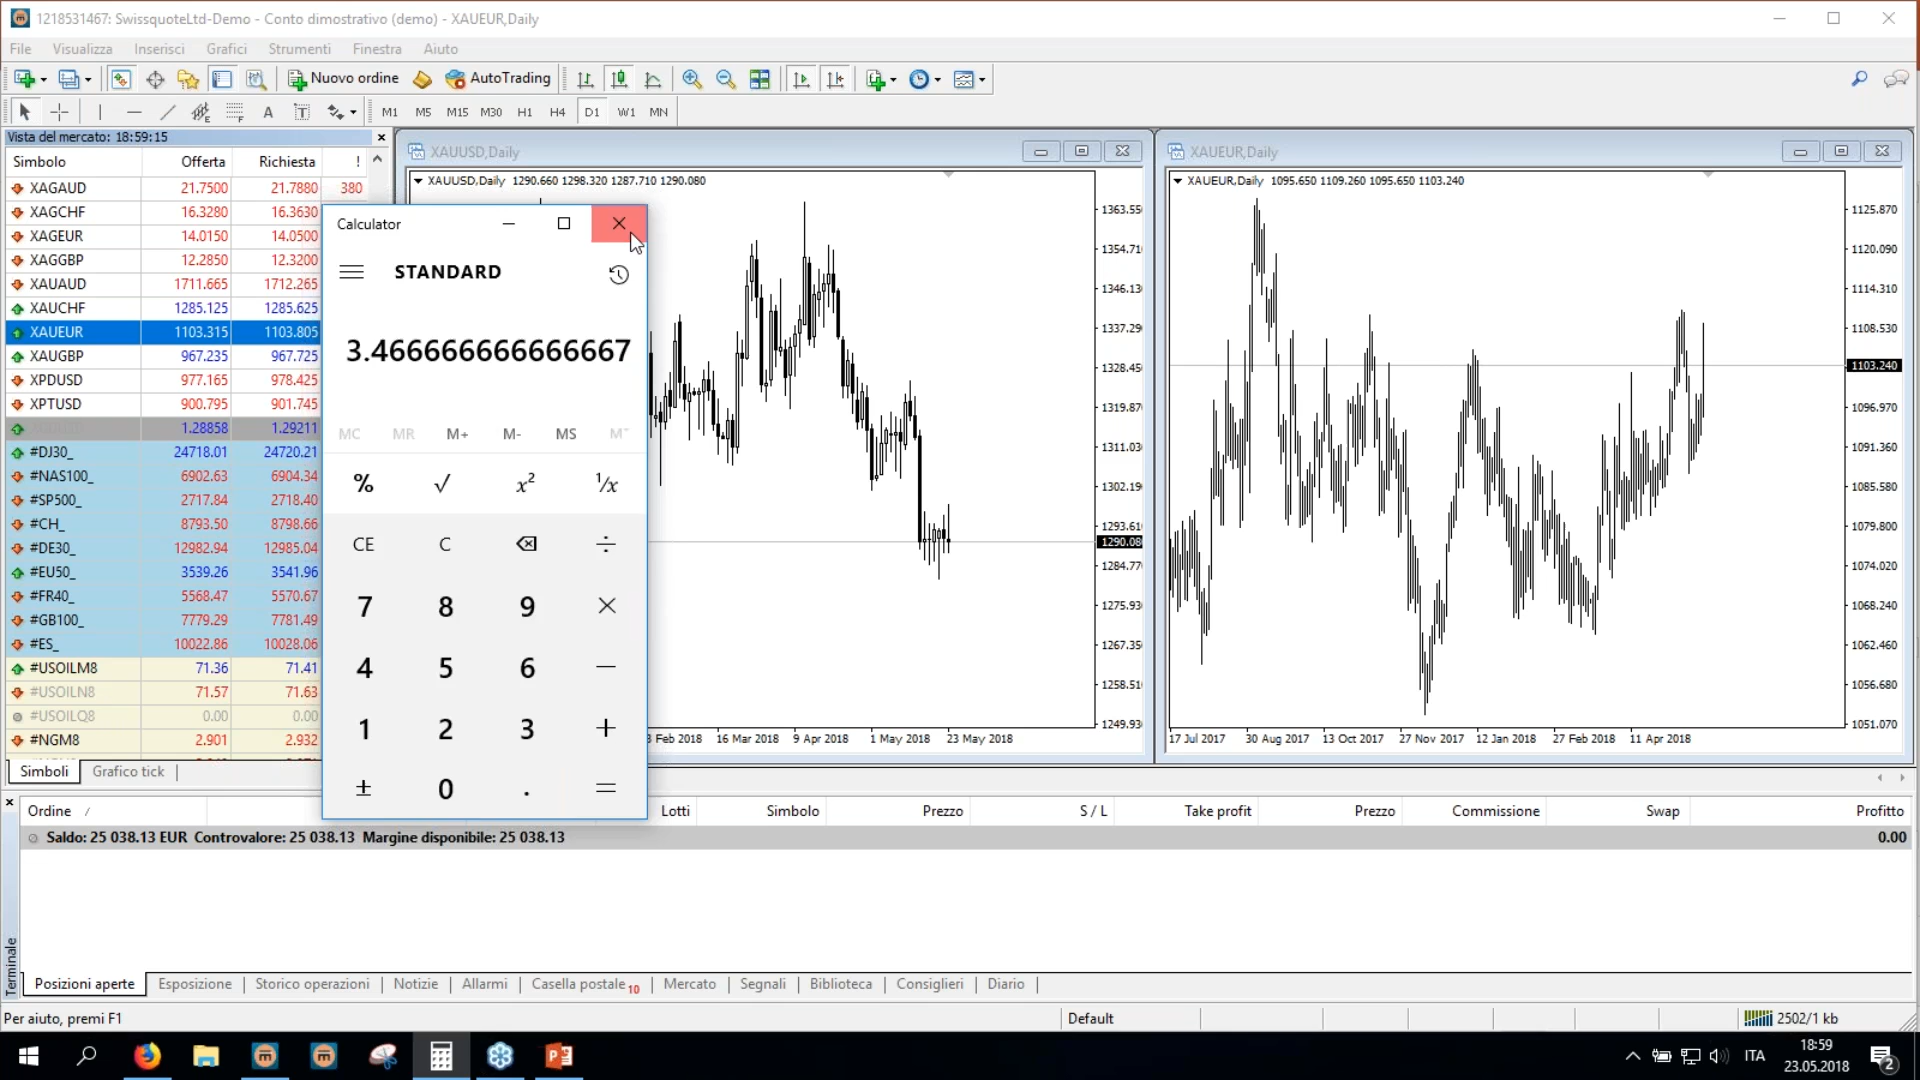 1218531467: SwissquoteLtd-Demo - Conto dimostrativo (demo) - XAUEUR,Daily
File Visualizza Inserisci Grafici Strumenti Finestra Aiuto
Nuovo ordine AutoTrading
A T M1 M5 M15 M30 H1 H4 D1 W1 MN
Vista del mercato: 18:59:15
Simbolo Offerta Richiesta !
XAGAUD 21.7500 21.7880 380
XAGCHF 16.3280 16.3630
XAGEUR 14.0150 14.0500
XAGGBP 12.2850 12.3200
XAUAUD 1711.665 1712.265
XAUCHF 1285.125 1285.625
XAUEUR 1103.315 1103.805
XAUGBP 967.235 967.725
XPDUSD 977.165 978.425
XPTUSD 900.795 901.745
1.28858 1.29211
#DJ30_ 24718.01 24720.21
#NAS100_ 6902.63 6904.34
#SP500_ 2717.84 2718.40
#CH_ 8793.50 8798.66
#DE30_ 12982.94 12985.04
#EU50_ 3539.26 3541.96
#FR40_ 5568.47 5570.67
#GB100_ 7779.29 7781.49
#ES_ 10022.86 10028.06
#USOILM8 71.36 71.41
#USOILN8 71.57 71.63
#USOILQ8 0.00 0.00
#NGM8 2.901 2.932
Simboli Grafico tick
Calculator
STANDARD
3.466666666666667
MC MR M+ M- MS M
% √ x² ¹/x
CE C ÷
7 8 9 ×
4 5 6 −
1 2 3 +
± 0 . =
XAUUSD,Daily
XAUUSD,Daily 1290.660 1298.320 1287.710 1290.080
1363.55
1354.71
1346.13
1337.29
1328.45
1319.87
1311.03
1302.19
1293.61
1290.08
1284.77
1275.93
1267.35
1258.51
1249.93
Feb 2018 16 Mar 2018 9 Apr 2018 1 May 2018 23 May 2018
XAUEUR,Daily
XAUEUR,Daily 1095.650 1109.260 1095.650 1103.240
1125.870
1120.090
1114.310
1108.530
1103.240
1096.970
1091.360
1085.580
1079.800
1074.020
1068.240
1062.460
1056.680
1051.070
17 Jul 2017 30 Aug 2017 13 Oct 2017 27 Nov 2017 12 Jan 2018 27 Feb 2018 11 Apr 2018
Ordine / Lotti Simbolo Prezzo S / L Take profit Prezzo Commissione Swap Profitto
Saldo: 25 038.13 EUR Controvalore: 25 038.13 Margine disponibile: 25 038.13 0.00
Terminale
Posizioni aperte Esposizione Storico operazioni Notizie Allarmi Casella postale 10 Mercato Segnali Biblioteca Consiglieri Diario
Per aiuto, premi F1 Default 2502/1 kb
ITA 18:59
23.05.2018 2